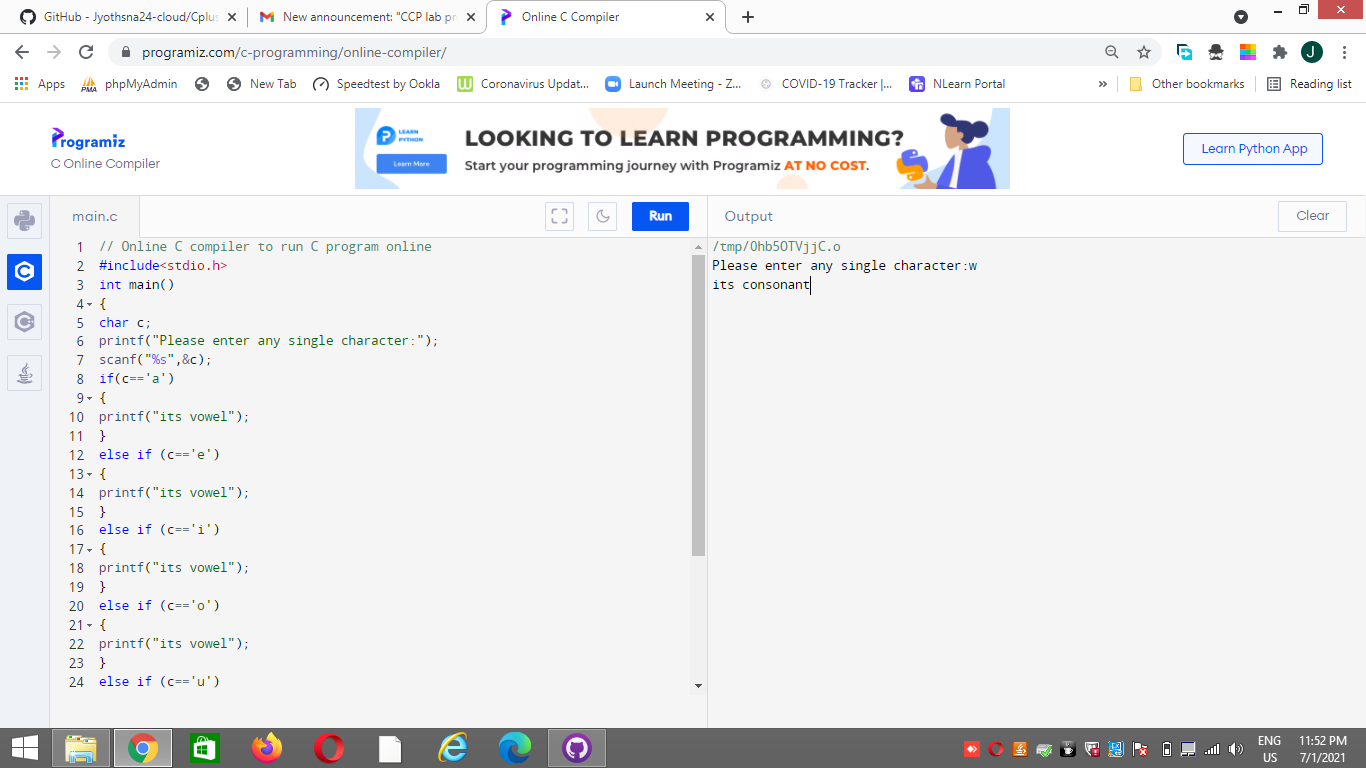 GitHub - Jyothsna24-cloud/Cplus
New announcement: "CCP lab pr
Online C Compiler
programiz.com/c-programming/online-compiler/
J
Apps
phpMyAdmin
New Tab
Speedtest by Ookla
Coronavirus Updat...
Launch Meeting - Z...
COVID-19 Tracker |...
NLearn Portal
»
Other bookmarks
Reading list
Programiz
C Online Compiler
LEARN PYTHON
Learn More
LOOKING TO LEARN PROGRAMMING?
Start your programming journey with Programiz AT NO COST.
Learn Python App
main.c
Run
Output
Clear
1 // Online C compiler to run C program online
2 #include<stdio.h>
3 int main()
4 {
5 char c;
6 printf("Please enter any single character:");
7 scanf("%s",&c);
8 if(c=='a')
9 {
10 printf("its vowel");
11 }
12 else if (c=='e')
13 {
14 printf("its vowel");
15 }
16 else if (c=='i')
17 {
18 printf("its vowel");
19 }
20 else if (c=='o')
21 {
22 printf("its vowel");
23 }
24 else if (c=='u')
/tmp/0hb5OTVjjC.o
Please enter any single character:w
its consonant
ENG
US
11:52 PM
7/1/2021